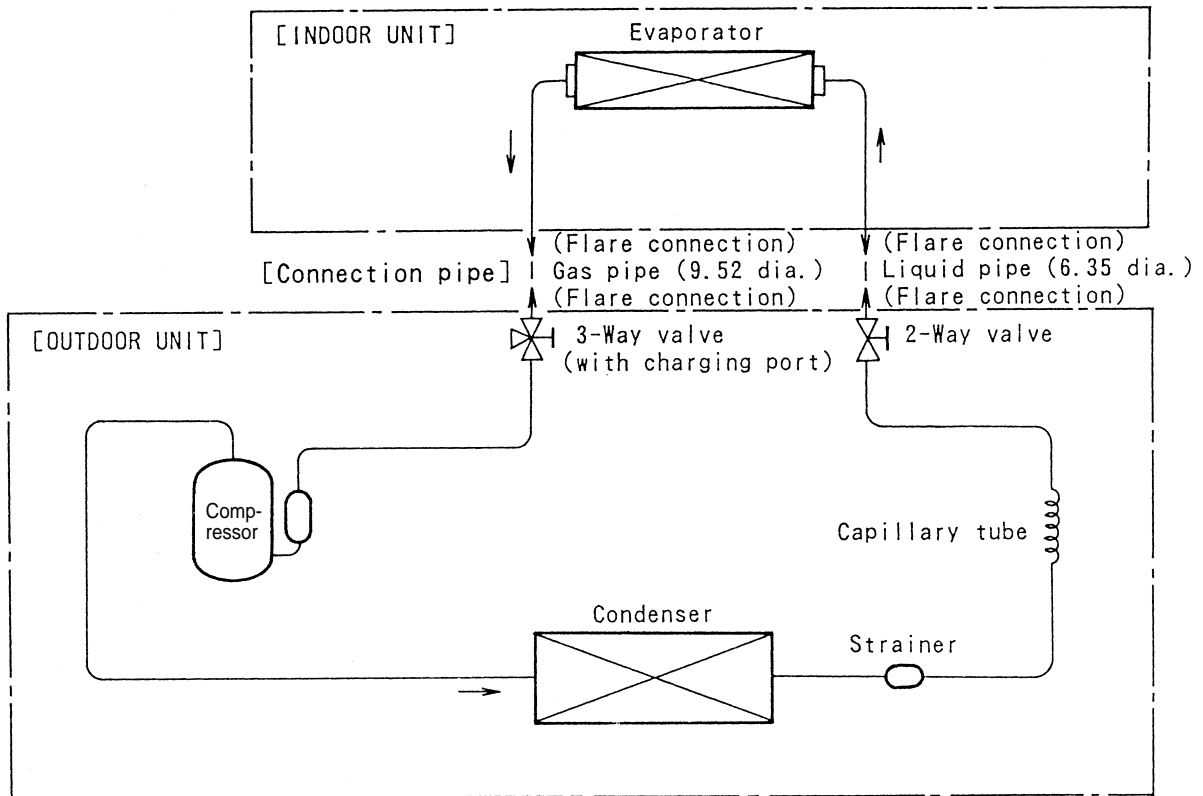 [INDOOR UNIT]
Evaporator
(Flare connection)
(Flare connection)
[Connection pipe]
Gas pipe (9.52 dia.)
Liquid pipe (6.35 dia.)
(Flare connection)
(Flare connection)
[OUTDOOR UNIT]
3-Way valve
(with charging port)
2-Way valve
Comp-
ressor
Capillary tube
Condenser
Strainer